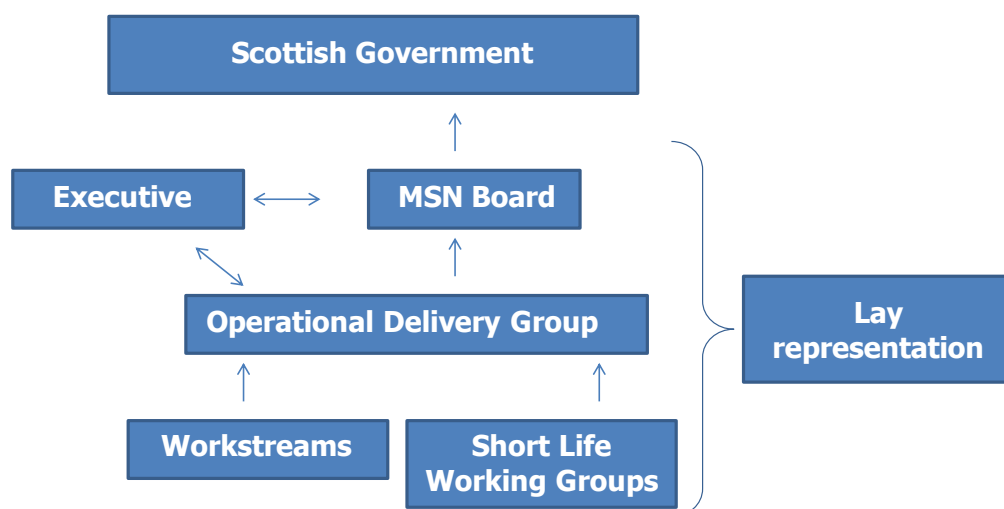 Scottish Government
Executive
MSN Board
Operational Delivery Group
Lay
representation
Workstreams
Short Life
Working Groups